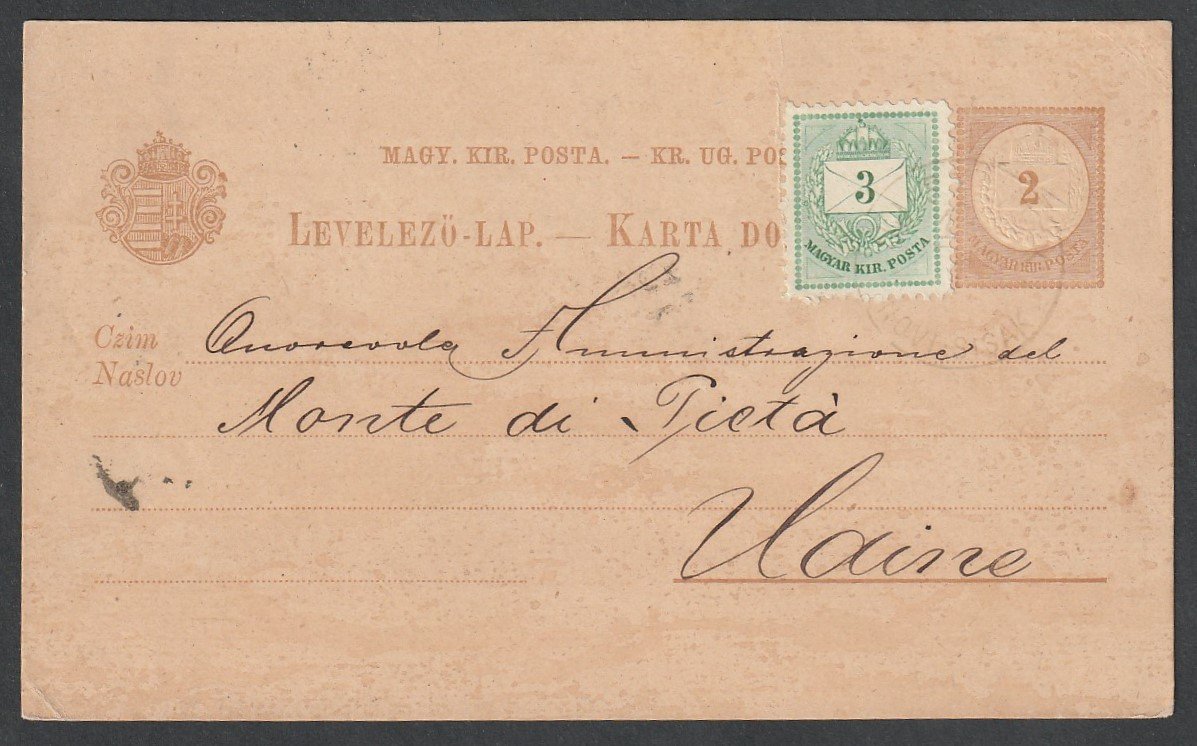 MAGY. KIR. POSTA. — KR. UG. POS
LEVELEZŐ-LAP. — KARTA DO
3
MAGYAR KIR. POSTA
2
MAGYAR KIR. POSTA
Czim
Naslov
Onorevole Amministrazione del
Monte di Pietà
Udine